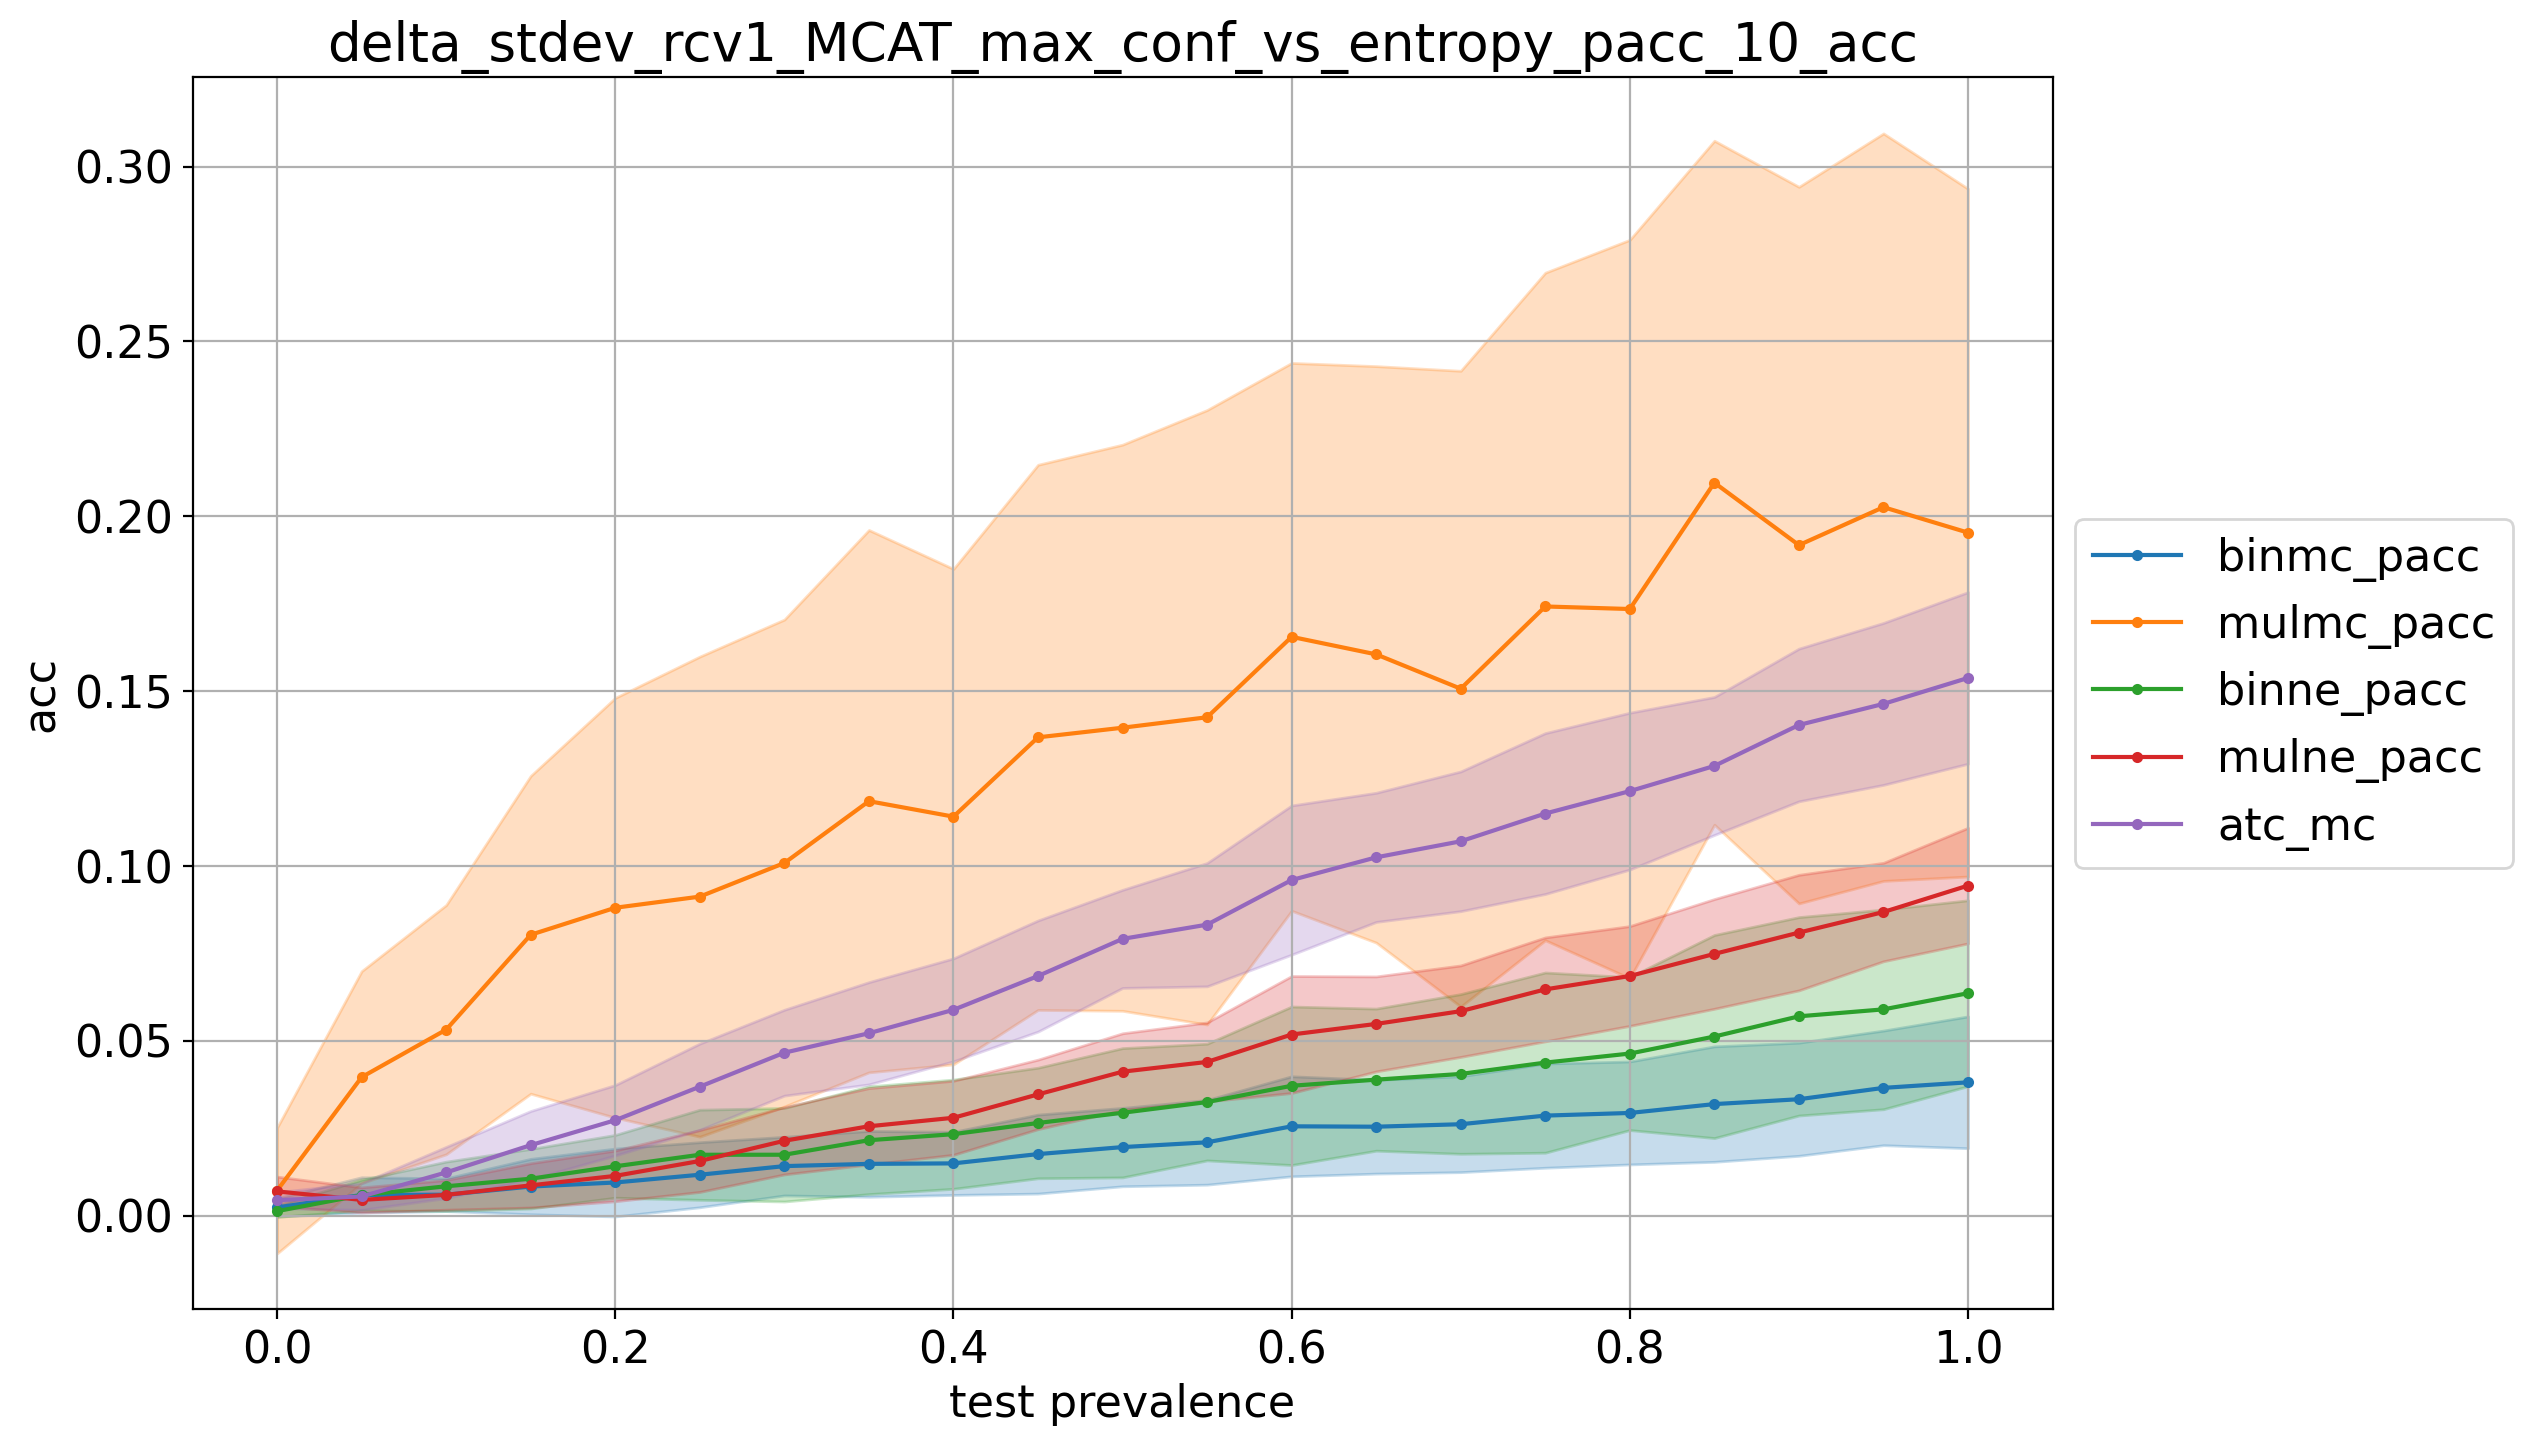 delta_stdev_rcv1_MCAT_max_conf_vs_entropy_pacc_10_acc
acc
0.30
0.25
0.20
0.15
0.10
0.05
0.00
0.0 0.2 0.4 0.6 0.8 1.0
test prevalence
binmc_pacc
mulmc_pacc
binne_pacc
mulne_pacc
atc_mc